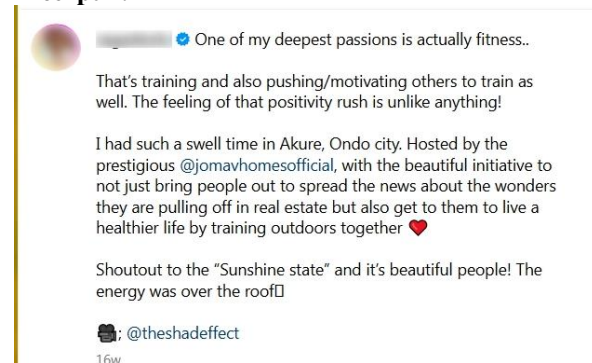 One of my deepest passions is actually fitness..
That's training and also pushing/motivating others to train as
well. The feeling of that positivity rush is unlike anything!
I had such a swell time in Akure, Ondo city. Hosted by the
prestigious @jomavhomesofficial, with the beautiful initiative to
not just bring people out to spread the news about the wonders
they are pulling off in real estate but also get to them to live a
healthier life by training outdoors together ❤️
Shoutout to the “Sunshine state” and it's beautiful people! The
energy was over the roof▯
🎥; @theshadeffect
16w